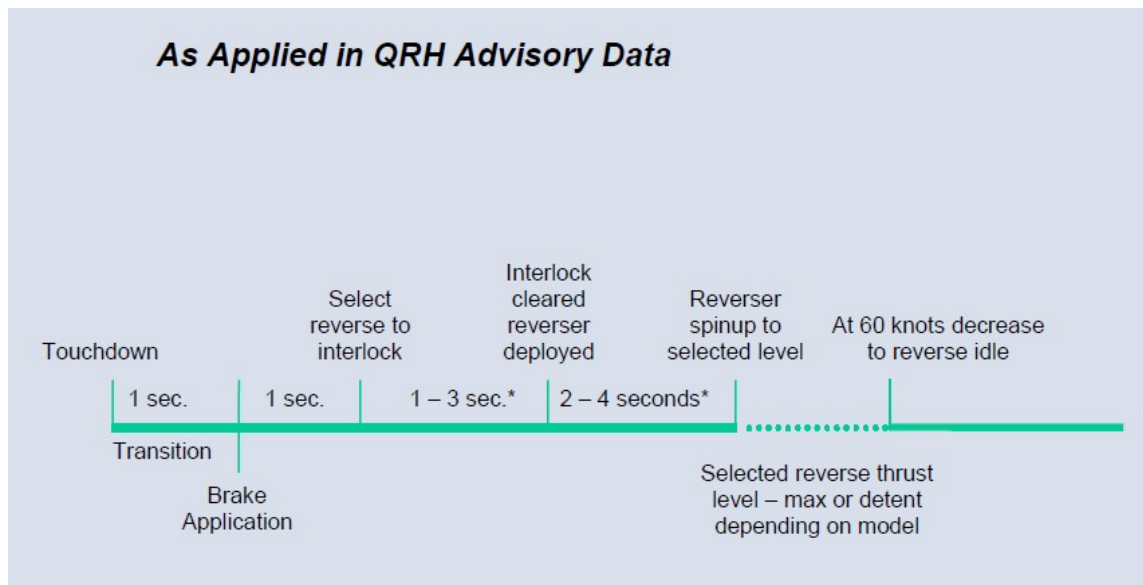 As Applied in QRH Advisory Data
Touchdown
Select
reverse to
interlock
Interlock
cleared
reverser
deployed
Reverser
spinup to
selected level
At 60 knots decrease
to reverse idle
1 sec.
1 sec.
1 – 3 sec.*
2 – 4 seconds*
Transition
Brake
Application
Selected reverse thrust
level – max or detent
depending on model